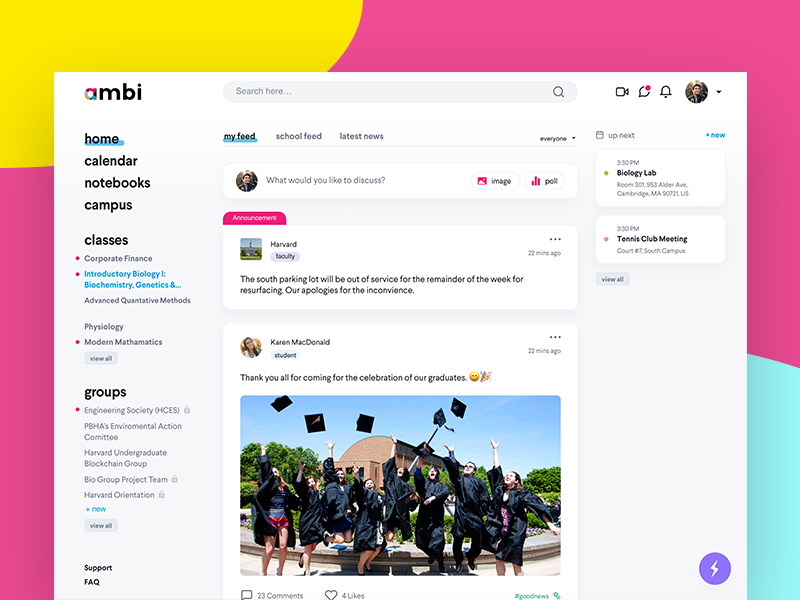 ambi
Search here...
home
calendar
notebooks
campus
classes
Corporate Finance
Introductory Biology I:
Biochemistry, Genetics &...
Advanced Quantative Methods
Physiology
Modern Mathamatics
view all
groups
Engineering Society (HCES)
PBHA's Enviromental Action
Comittee
Harvard Undergraduate
Blockchain Group
Bio Group Project Team
Harvard Orientation
+ new
view all
Support
FAQ
my feed
school feed
latest news
everyone
What would you like to discuss?
image
poll
Announcement
Harvard
faculty
22 mins ago
The south parking lot will be out of service for the remainder of the week for
resurfacing. Our apologies for the inconvience.
Karen MacDonald
student
22 mins ago
Thank you all for coming for the celebration of our graduates. 😀🎉
23 Comments
4 Likes
#goodnews
up next
+ new
3:30 PM
Biology Lab
Room 301, 953 Alder Ave,
Cambridge, MA 90721, US
3:30 PM
Tennis Club Meeting
Court #7, South Campus
view all